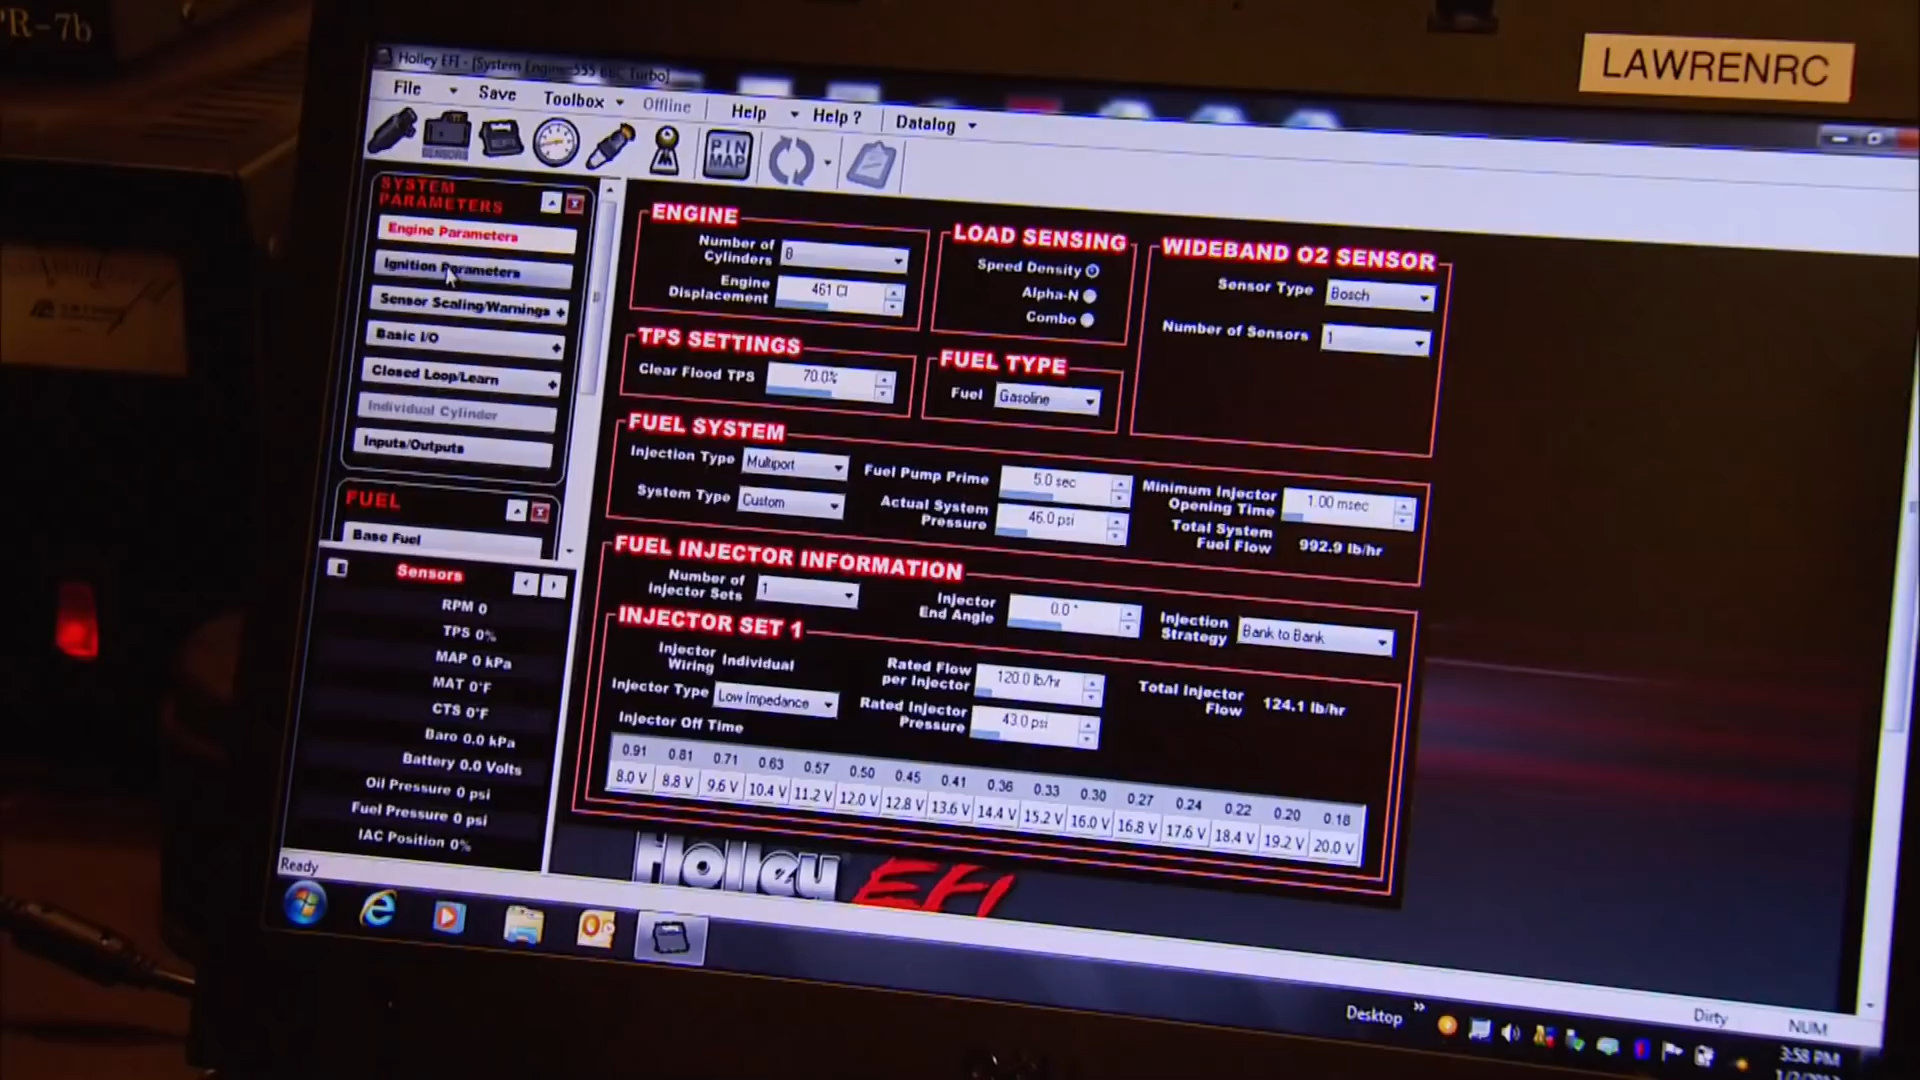 PR-7b
LAWRENRC
Holley EFI - [System Engine: 555 BBC Turbo]
File Save Toolbox Offline Help Help ? Datalog
SENSORS
PIN
MAP
SYSTEM
PARAMETERS
Engine Parameters
Ignition Parameters
Sensor Scaling/Warnings
Basic I/O
Closed Loop/Learn
Individual Cylinder
Inputs/Outputs
FUEL
Base Fuel
Sensors
RPM 0
TPS 0%
MAP 0 kPa
MAT 0°F
CTS 0°F
Baro 0.0 kPa
Battery 0.0 Volts
Oil Pressure 0 psi
Fuel Pressure 0 psi
IAC Position 0%
ENGINE
Number of
Cylinders 8
Engine
Displacement 461 CI
LOAD SENSING
Speed Density
Alpha-N
Combo
WIDEBAND O2 SENSOR
Sensor Type Bosch
Number of Sensors 1
TPS SETTINGS
Clear Flood TPS 70.0%
FUEL TYPE
Fuel Gasoline
FUEL SYSTEM
Injection Type Multiport
System Type Custom
Fuel Pump Prime 5.0 sec
Actual System
Pressure 46.0 psi
Minimum Injector
Opening Time 1.00 msec
Total System
Fuel Flow 992.9 lb/hr
FUEL INJECTOR INFORMATION
Number of
Injector Sets 1
Injector
End Angle 0.0 °
Injection
Strategy Bank to Bank
INJECTOR SET 1
Injector
Wiring Individual
Injector Type Low Impedance
Rated Flow
per Injector 120.0 lb/hr
Rated Injector
Pressure 43.0 psi
Total Injector
Flow 124.1 lb/hr
Injector Off Time
0.91 0.81 0.71 0.63 0.57 0.50 0.45 0.41 0.36 0.33 0.30 0.27 0.24 0.22 0.20 0.18
8.0 V 8.8 V 9.6 V 10.4 V 11.2 V 12.0 V 12.8 V 13.6 V 14.4 V 15.2 V 16.0 V 16.8 V 17.6 V 18.4 V 19.2 V 20.0 V
Holley EFI
Ready
Dirty NUM
Desktop »
3:58 PM